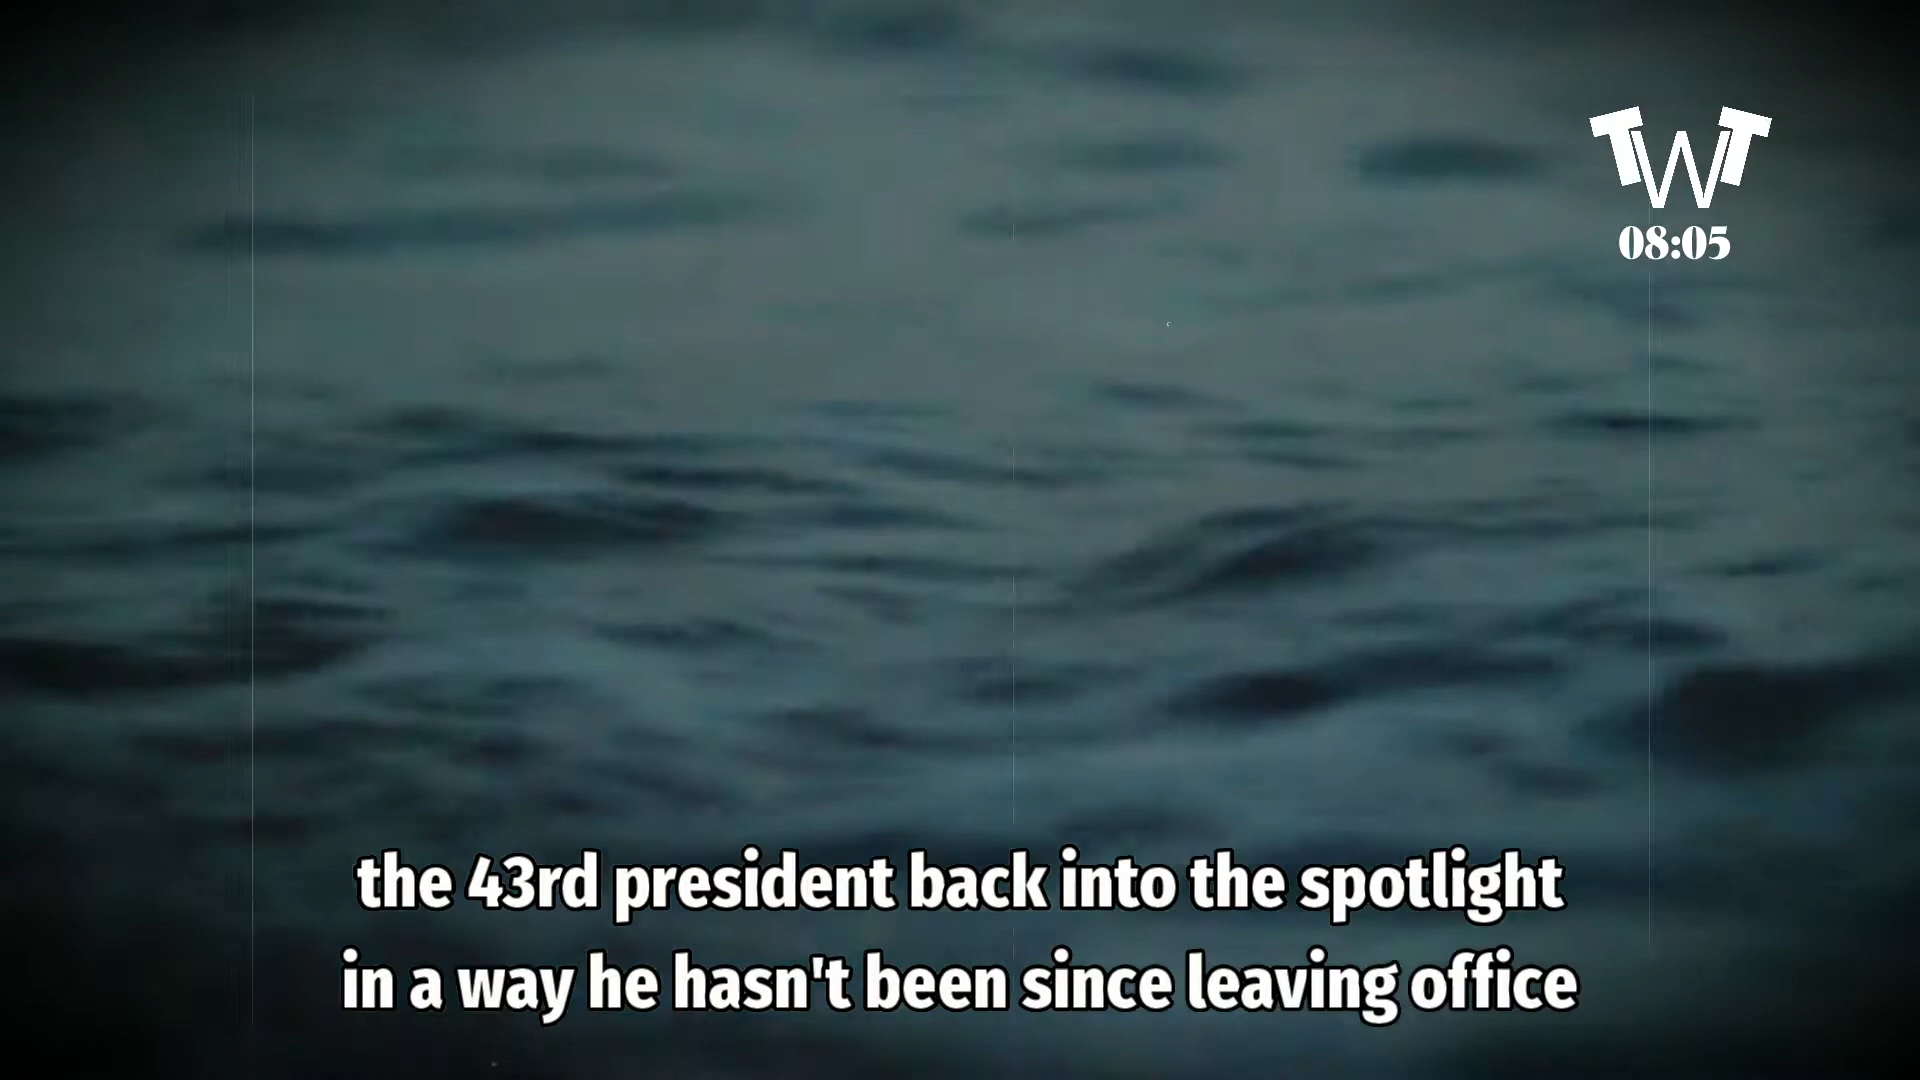 TWT
08:05
the 43rd president back into the spotlight
in a way he hasn't been since leaving office